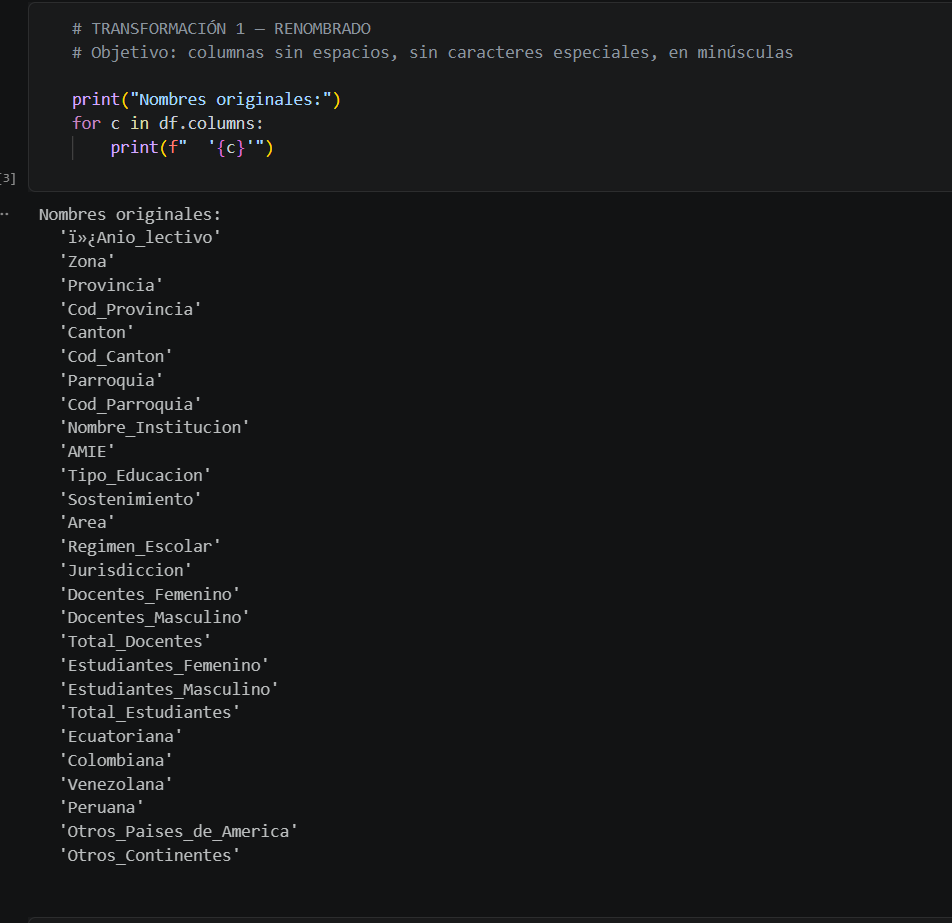 # TRANSFORMACIÓN 1 — RENOMBRADO
# Objetivo: columnas sin espacios, sin caracteres especiales, en minúsculas
print("Nombres originales:")
for c in df.columns:
    print(f"  '{c}'")
[3]
Nombres originales:
  'ï»¿Anio_lectivo'
  'Zona'
  'Provincia'
  'Cod_Provincia'
  'Canton'
  'Cod_Canton'
  'Parroquia'
  'Cod_Parroquia'
  'Nombre_Institucion'
  'AMIE'
  'Tipo_Educacion'
  'Sostenimiento'
  'Area'
  'Regimen_Escolar'
  'Jurisdiccion'
  'Docentes_Femenino'
  'Docentes_Masculino'
  'Total_Docentes'
  'Estudiantes_Femenino'
  'Estudiantes_Masculino'
  'Total_Estudiantes'
  'Ecuatoriana'
  'Colombiana'
  'Venezolana'
  'Peruana'
  'Otros_Paises_de_America'
  'Otros_Continentes'